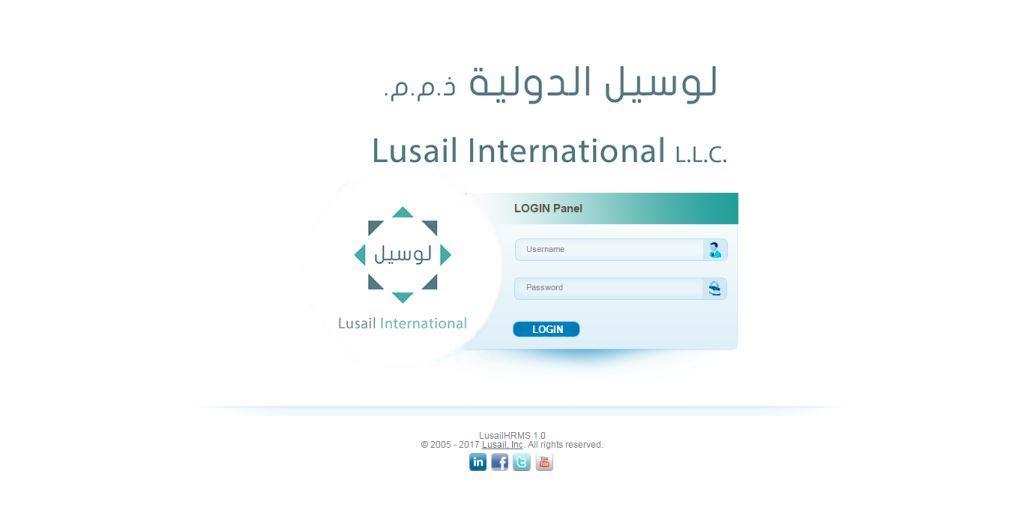 لوسيل الدولية ذ.م.م.
Lusail International L.L.C.
لوسيل
Lusail International
LOGIN Panel
Username
Password
LOGIN
LusailHRMS 1.0
© 2005 - 2017 Lusail, Inc. All rights reserved.